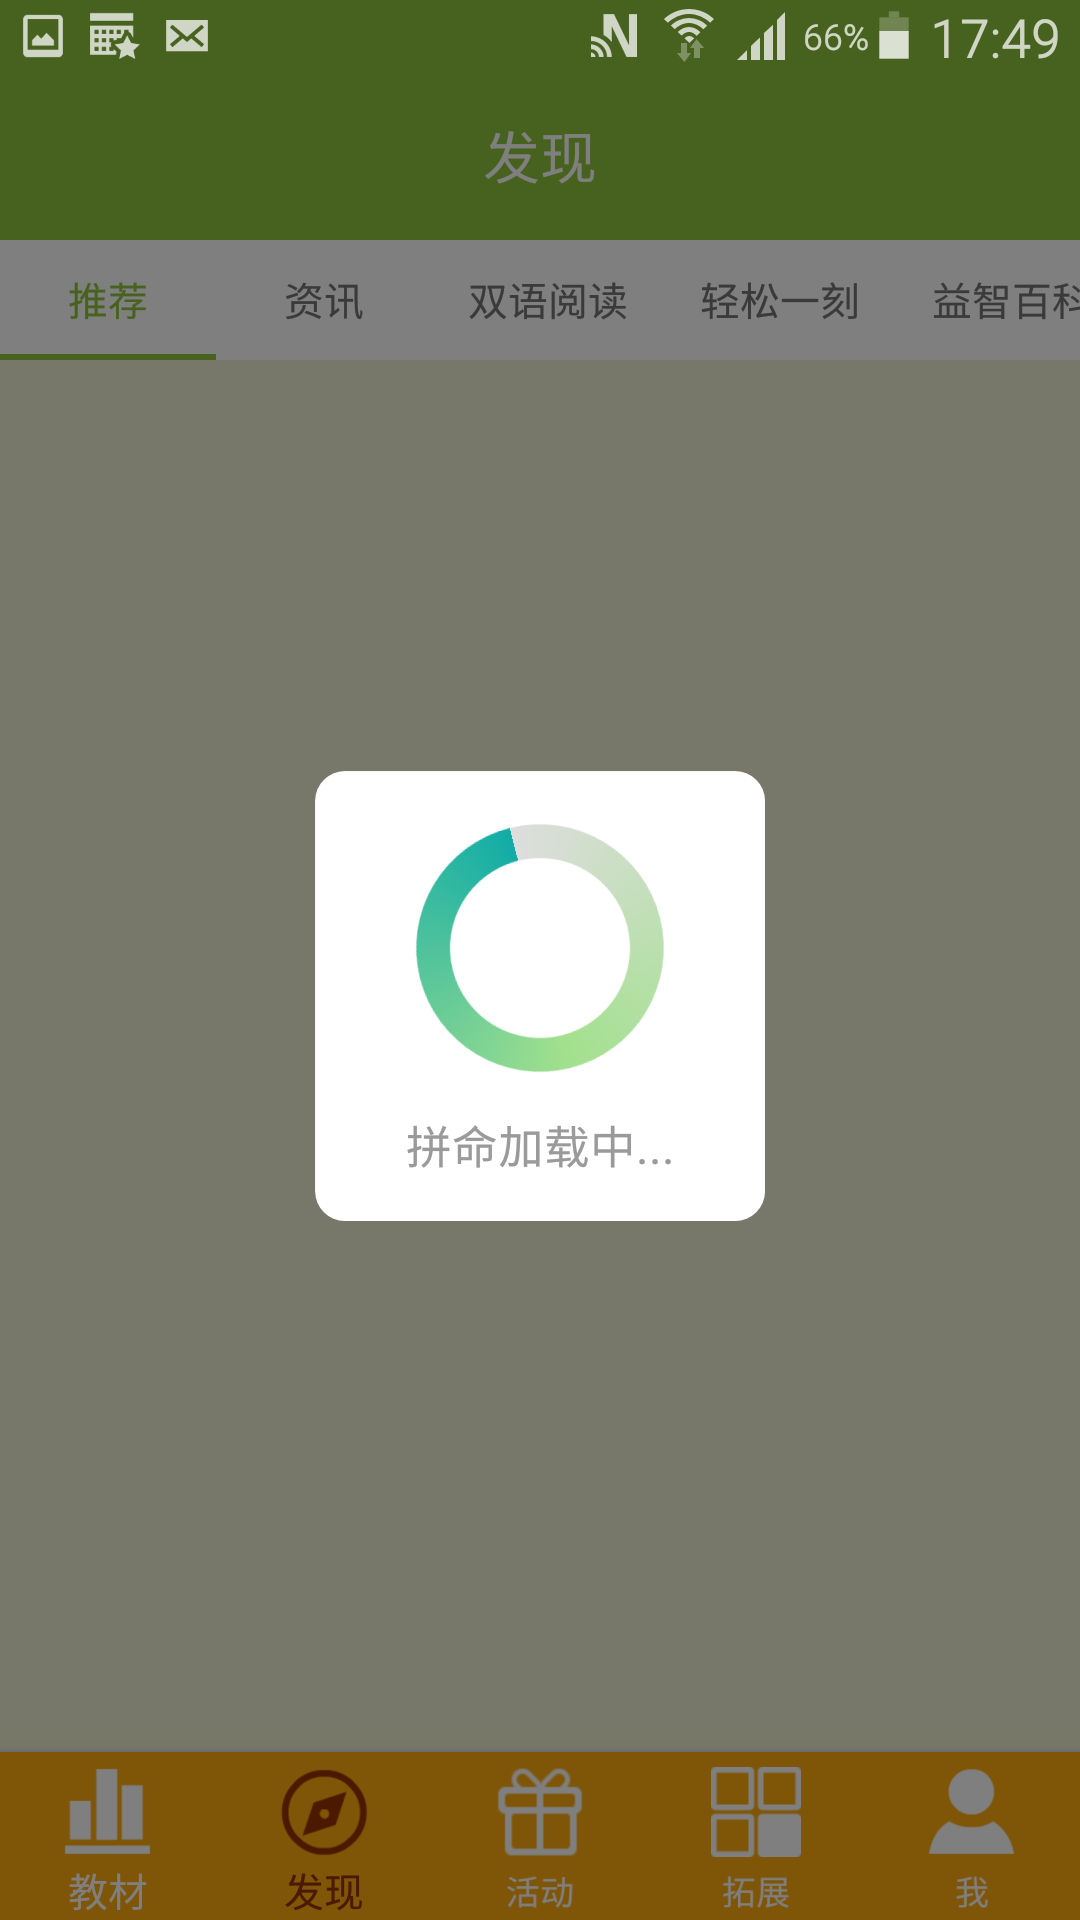 66% 17:49
发现
推荐 资讯 双语阅读 轻松一刻 益智百科
拼命加载中...
教材 发现 活动 拓展 我